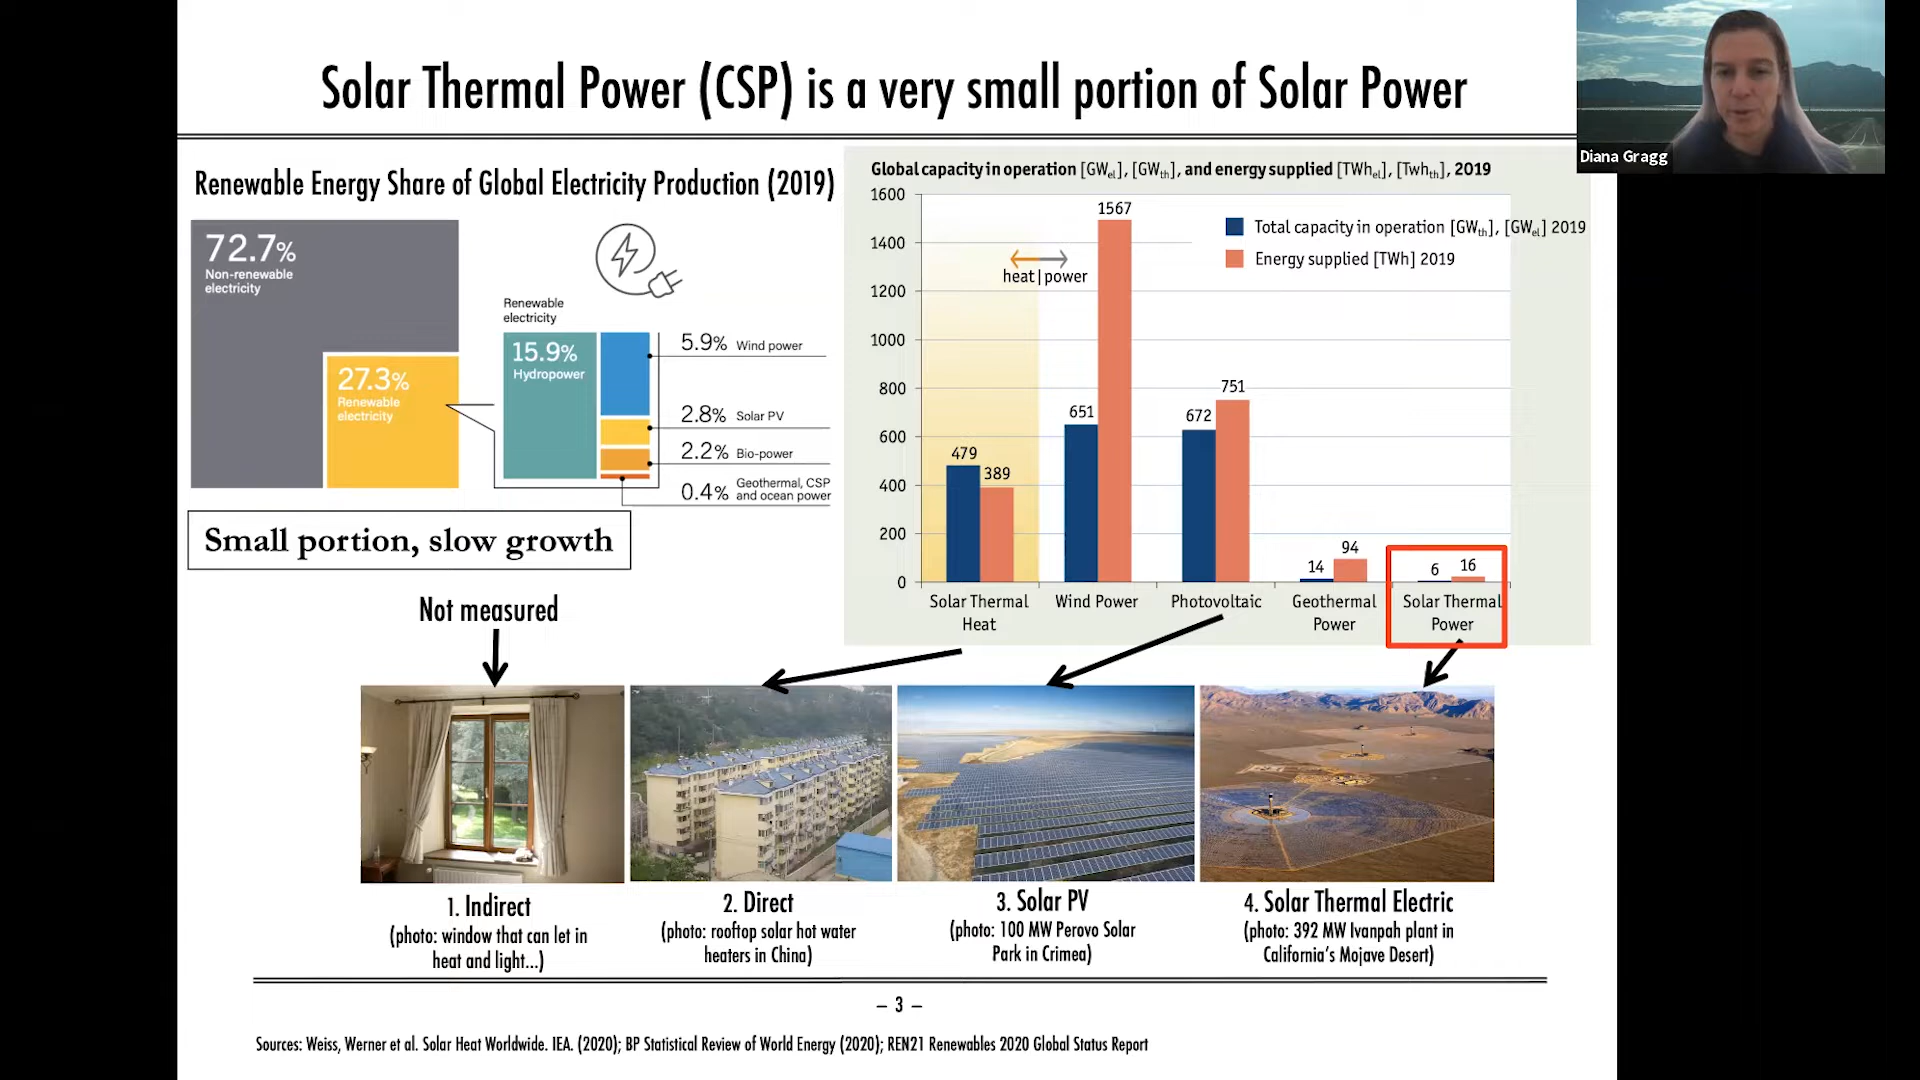 Solar Thermal Power (CSP) is a very small portion of Solar Power
Diana Gragg
Renewable Energy Share of Global Electricity Production (2019)
72.7%
Non-renewable
electricity
27.3%
Renewable
electricity
Renewable
electricity
15.9%
Hydropower
5.9% Wind power
2.8% Solar PV
2.2% Bio-power
0.4% Geothermal, CSP
and ocean power
Small portion, slow growth
Global capacity in operation [GWel], [GWth], and energy supplied [TWhel], [Twhth], 2019
1600
1400
1200
1000
800
600
400
200
0
Total capacity in operation [GWth], [GWel] 2019
Energy supplied [TWh] 2019
heat | power
479
389
651
1567
672
751
14
94
6
16
Solar Thermal
Heat
Wind Power
Photovoltaic
Geothermal
Power
Solar Thermal
Power
Not measured
1. Indirect
(photo: window that can let in
heat and light...)
2. Direct
(photo: rooftop solar hot water
heaters in China)
3. Solar PV
(photo: 100 MW Perovo Solar
Park in Crimea)
4. Solar Thermal Electric
(photo: 392 MW Ivanpah plant in
California's Mojave Desert)
– 3 –
Sources: Weiss, Werner et al. Solar Heat Worldwide. IEA. (2020); BP Statistical Review of World Energy (2020); REN21 Renewables 2020 Global Status Report